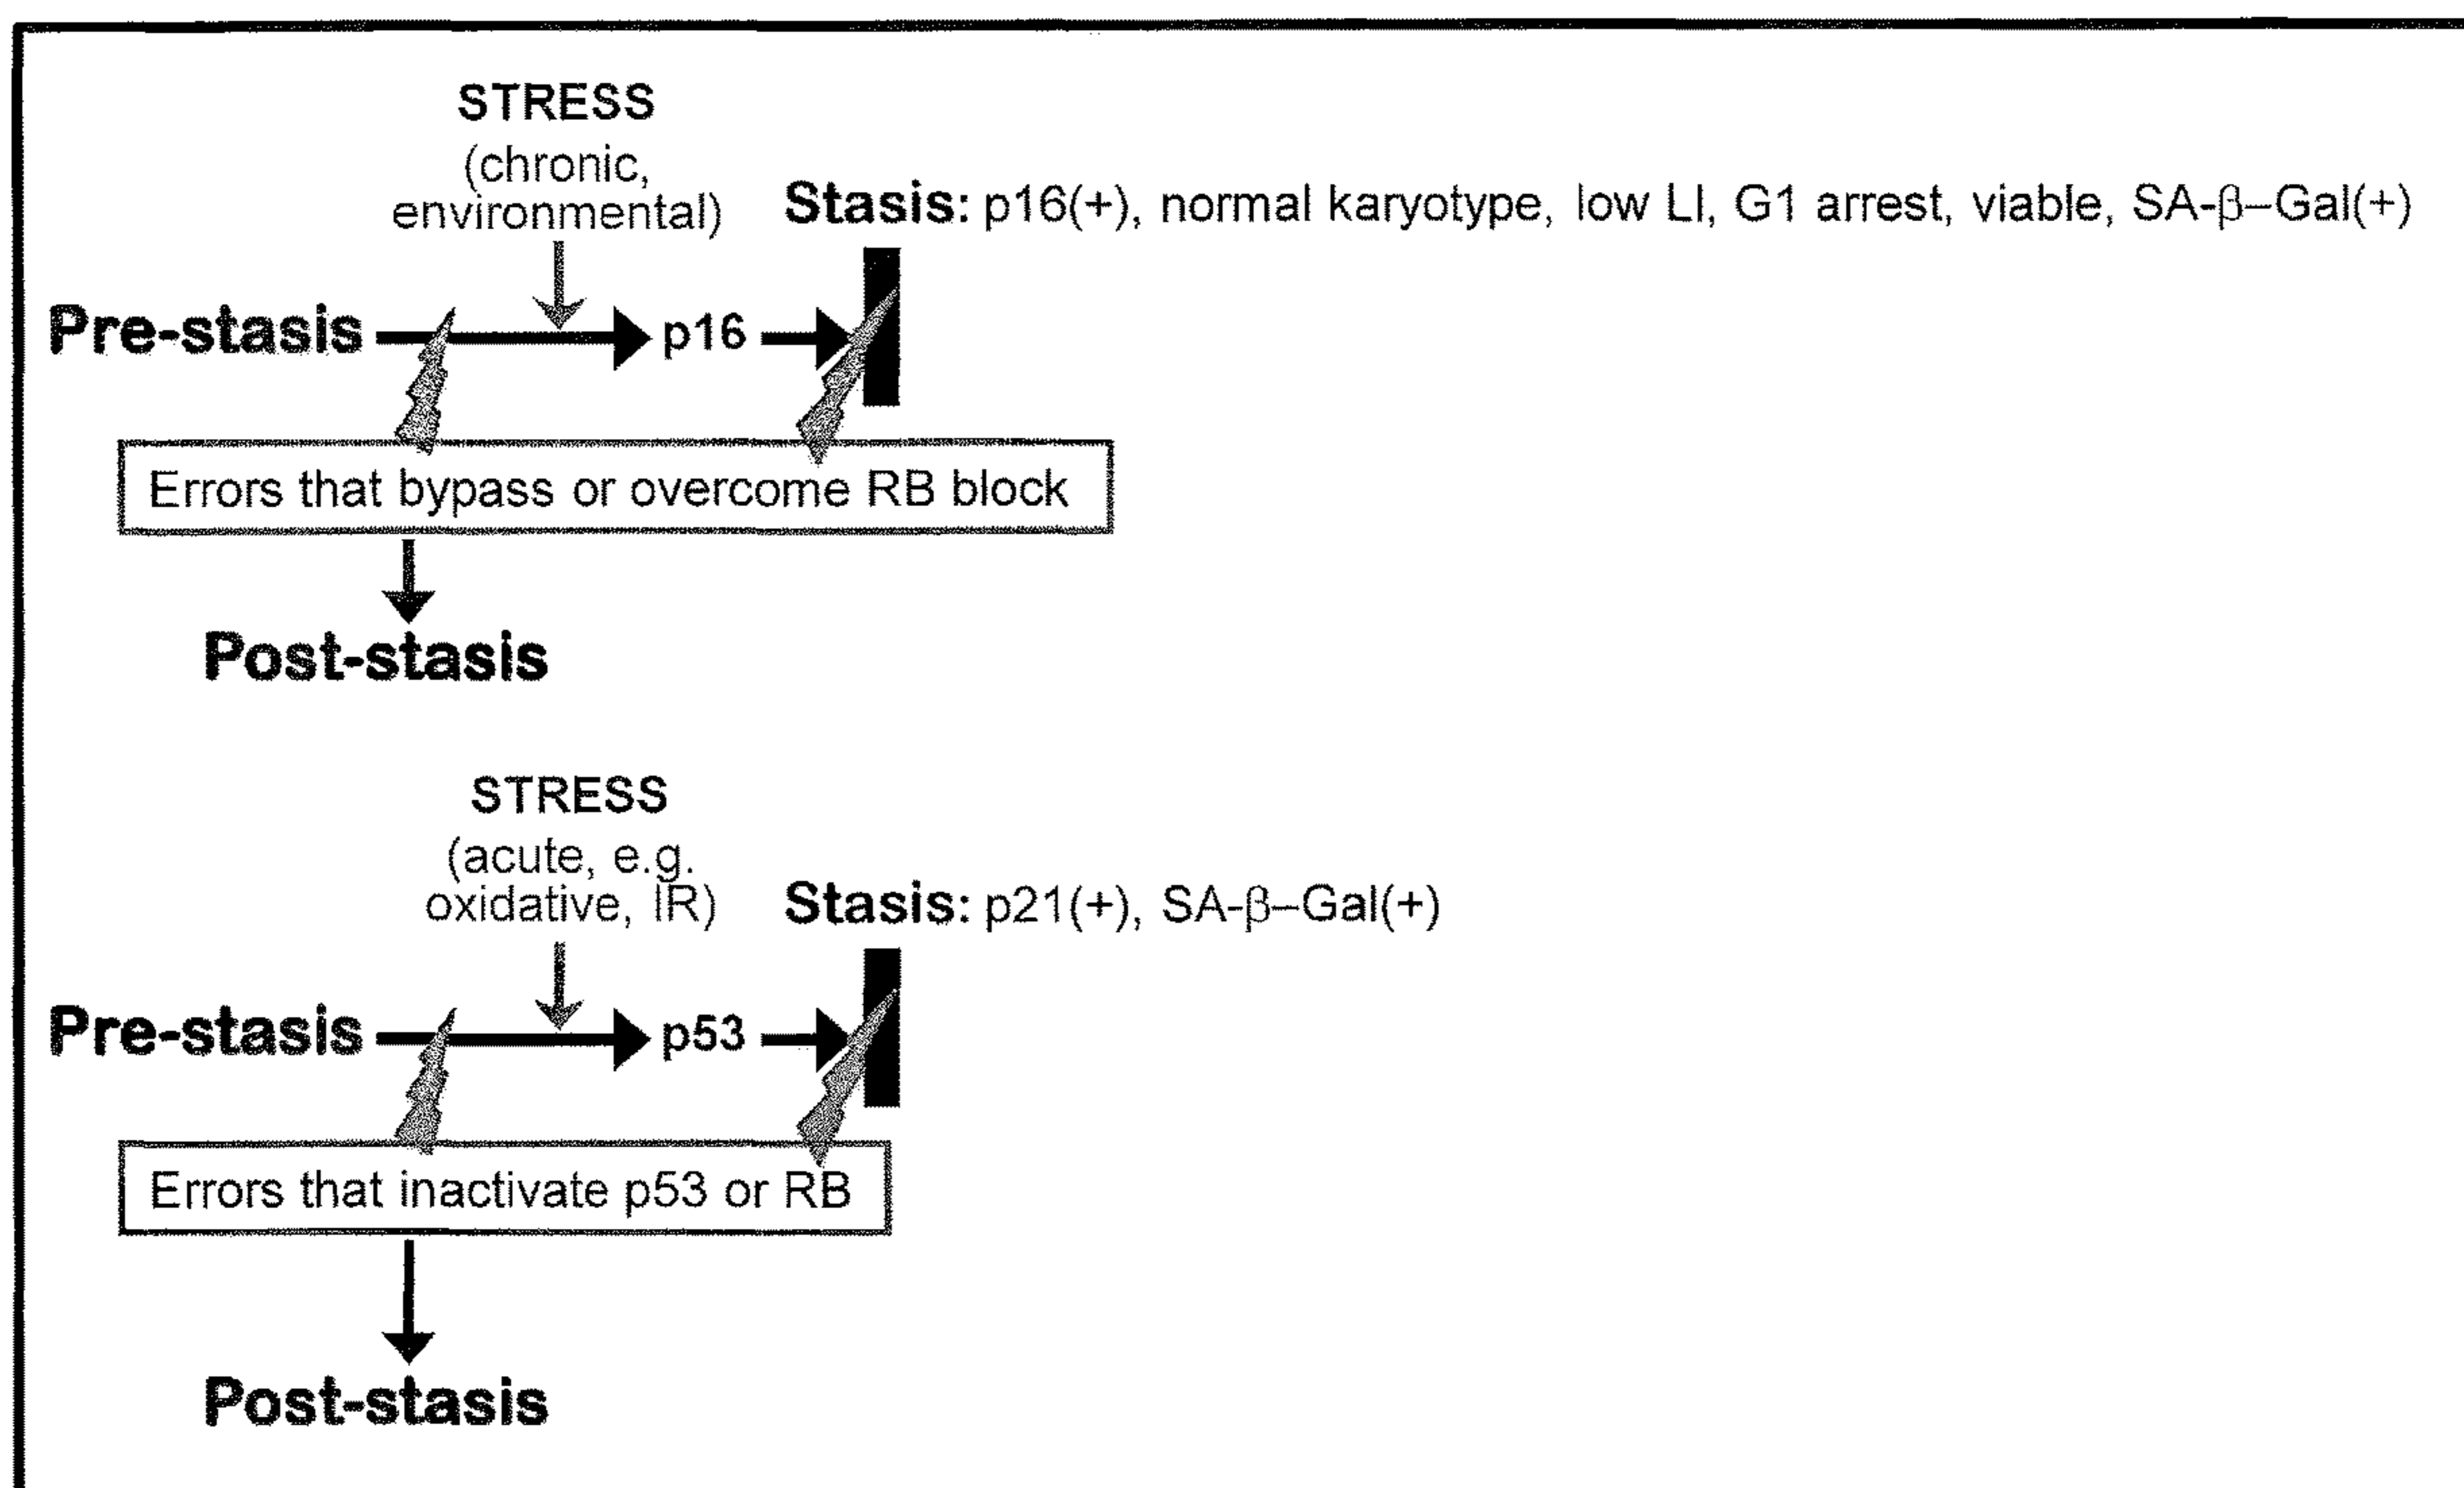 STRESS
(chronic,
environmental)
Stasis: p16(+), normal karyotype, low LI, G1 arrest, viable, SA-β–Gal(+)
Pre-stasis
p16
Errors that bypass or overcome RB block
Post-stasis
STRESS
(acute, e.g.
oxidative, IR)
Stasis: p21(+), SA-β–Gal(+)
Pre-stasis
p53
Errors that inactivate p53 or RB
Post-stasis